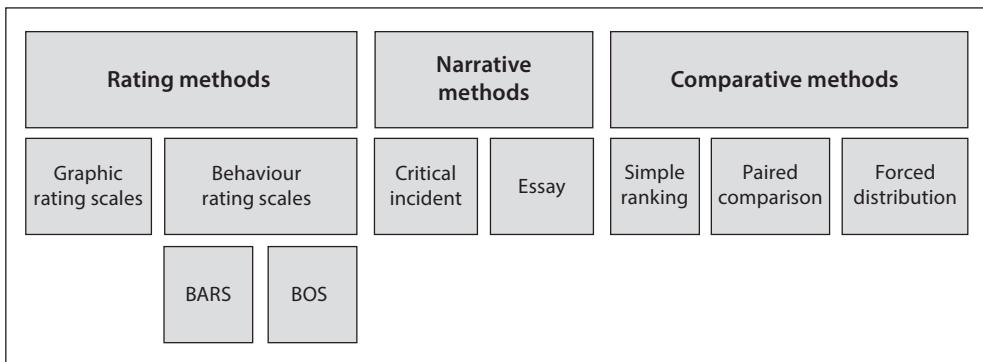 Rating methods
Narrative
methods
Comparative methods
Graphic
rating scales
Behaviour
rating scales
Critical
incident
Essay
Simple
ranking
Paired
comparison
Forced
distribution
BARS
BOS